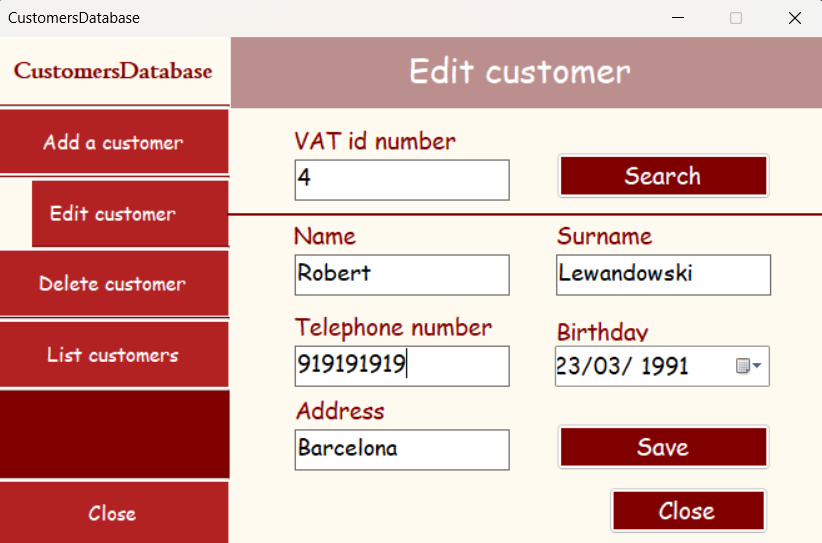 CustomersDatabase
CustomersDatabase
Add a customer
Edit customer
Delete customer
List customers
Close
Edit customer
VAT id number
4
Search
Name
Surname
Robert
Lewandowski
Telephone number
Birthday
919191919
23/03/ 1991
Address
Barcelona
Save
Close